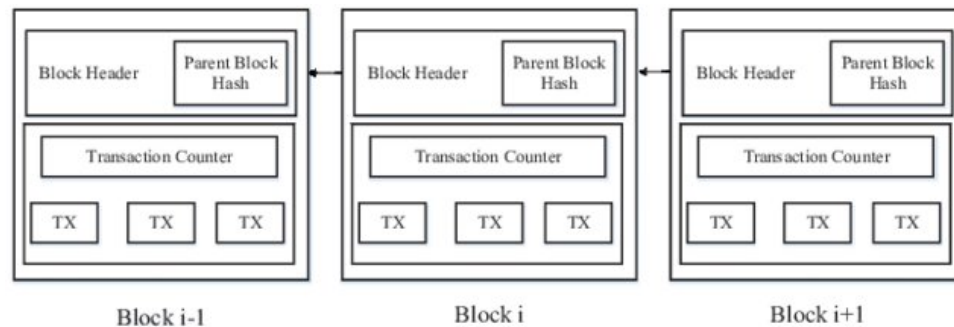 Block Header
Parent Block
Hash
Transaction Counter
TX TX TX
Block i-1
Block Header
Parent Block
Hash
Transaction Counter
TX TX TX
Block i
Block Header
Parent Block
Hash
Transaction Counter
TX TX TX
Block i+1